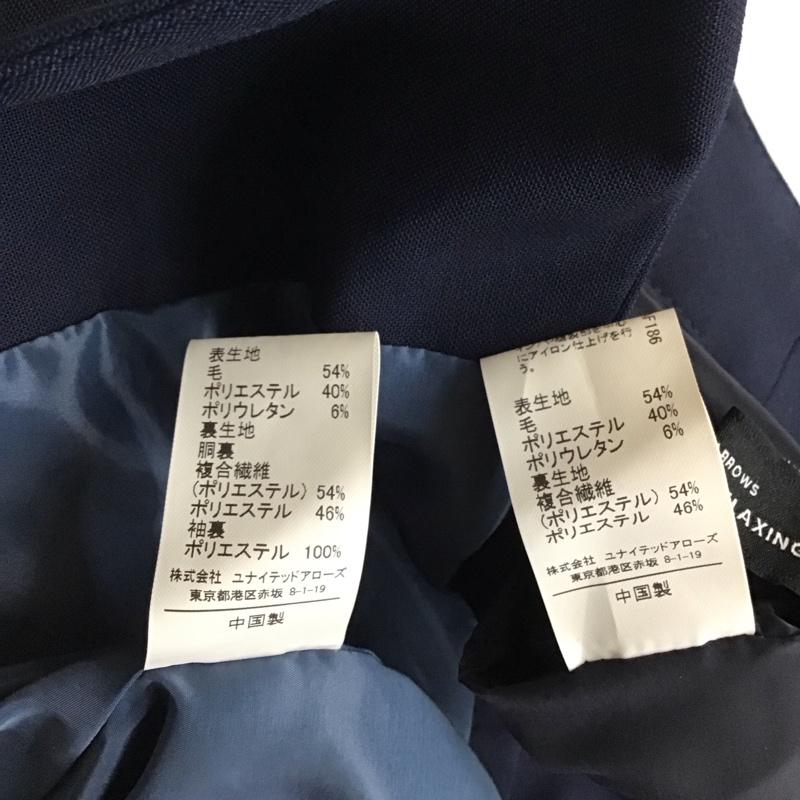 表生地
毛 54%
ポリエステル 40%
ポリウレタン 6%
裏生地
胴裏
複合繊維
(ポリエステル) 54%
ポリエステル 46%
袖裏
ポリエステル 100%
株式会社 ユナイテッドアローズ
東京都港区赤坂 8-1-19
中国製
にアイロン仕上げを行
う。
F186
表生地
毛 54%
ポリエステル 40%
ポリウレタン 6%
裏生地
複合繊維
(ポリエステル) 54%
ポリエステル 46%
株式会社 ユナイテッドアローズ
東京都港区赤坂 8-1-19
中国製
RROWS
LAXING